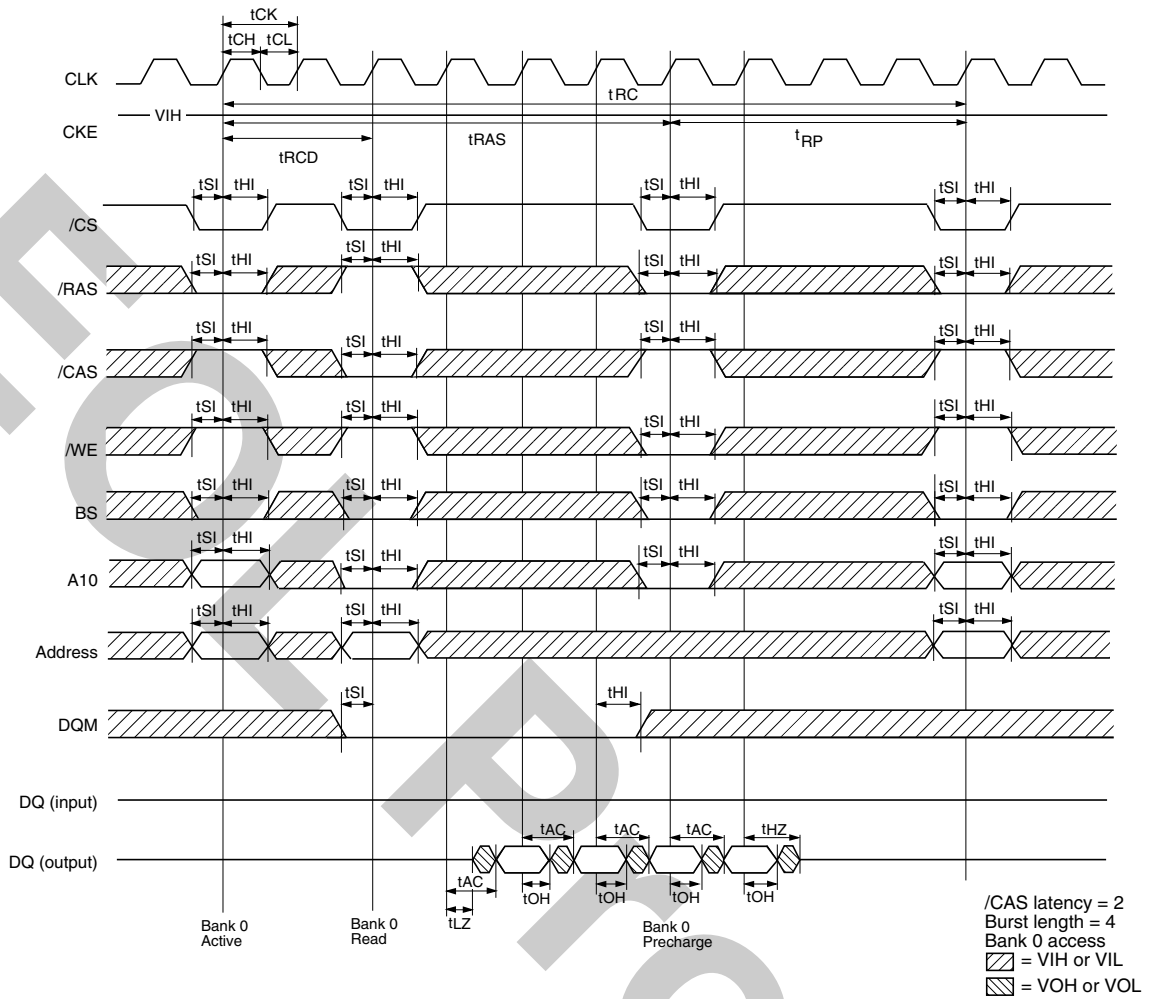 tCK
tCH tCL
CLK
tRC
VIH
CKE
tRAS
tRP
tRCD
tSI tHI tSI tHI tSI tHI tSI tHI
/CS
tSI tHI tSI tHI tSI tHI tSI tHI
/RAS
tSI tHI tSI tHI tSI tHI tSI tHI
/CAS
tSI tHI tSI tHI tSI tHI tSI tHI
/WE
tSI tHI tSI tHI tSI tHI tSI tHI
BS
tSI tHI tSI tHI tSI tHI tSI tHI
A10
tSI tHI tSI tHI tSI tHI
Address
tSI tHI
DQM
DQ (input)
tAC tAC tAC tHZ
DQ (output)
tAC
tOH tOH tOH tOH
tLZ
Bank 0
Active
Bank 0
Read
Bank 0
Precharge
/CAS latency = 2
Burst length = 4
Bank 0 access
= VIH or VIL
= VOH or VOL
EOL Pro